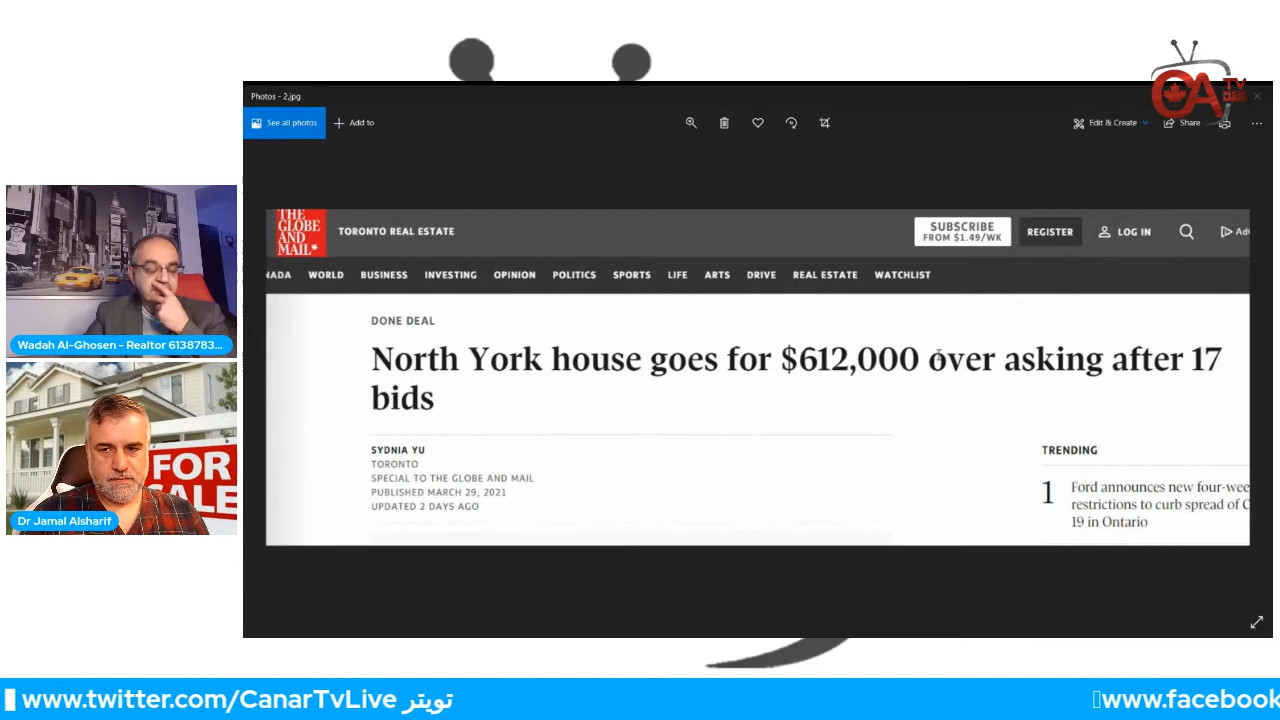 Photos - 2.jpg
See all photos
Add to
Edit & Create
Share
TV
CANAR
THE
GLOBE
AND
MAIL
TORONTO REAL ESTATE
SUBSCRIBE
FROM $1.49/WK
REGISTER
LOG IN
NADA WORLD BUSINESS INVESTING OPINION POLITICS SPORTS LIFE ARTS DRIVE REAL ESTATE WATCHLIST
DONE DEAL
North York house goes for $612,000 over asking after 17
bids
SYDNIA YU
TORONTO
SPECIAL TO THE GLOBE AND MAIL
PUBLISHED MARCH 29, 2021
UPDATED 2 DAYS AGO
TRENDING
1 Ford announces new four-wee
restrictions to curb spread of C
19 in Ontario
Wadah Al-Ghosen - Realtor 6138783...
FOR
SALE
Dr Jamal Alsharif
www.twitter.com/CanarTvLive تويتر
www.facebook